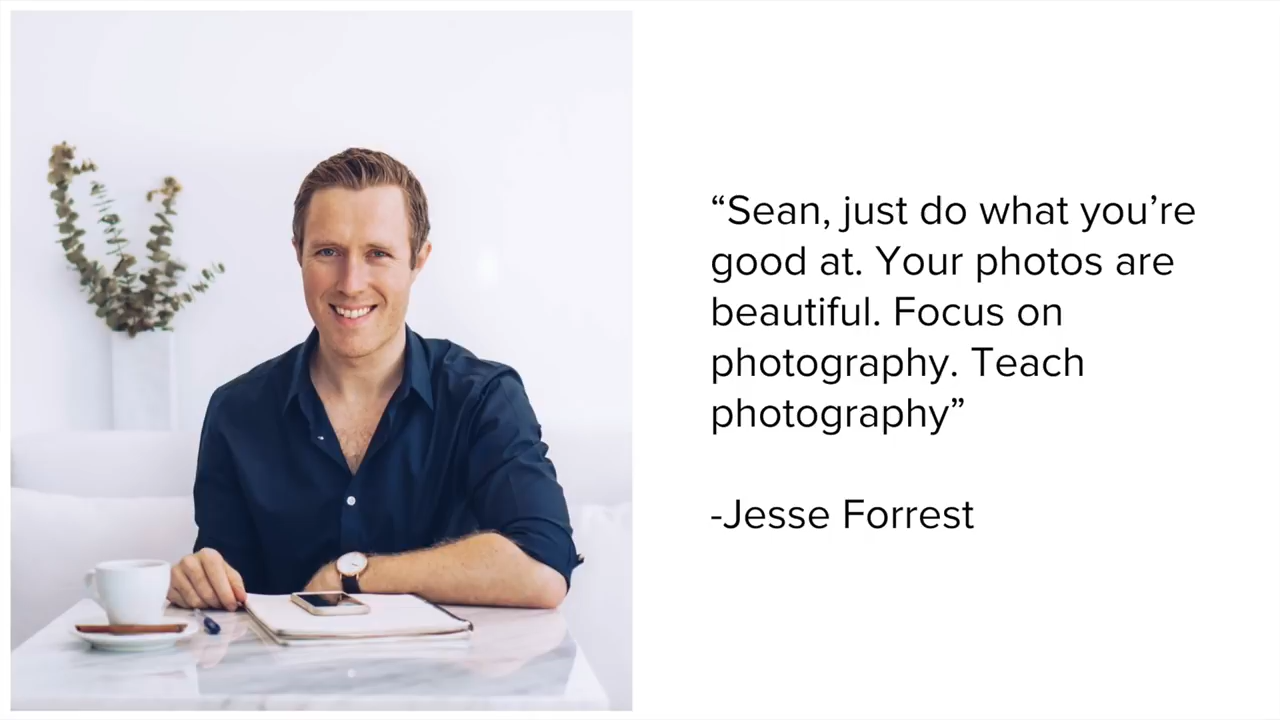 “Sean, just do what you’re
good at. Your photos are
beautiful. Focus on
photography. Teach
photography”
-Jesse Forrest